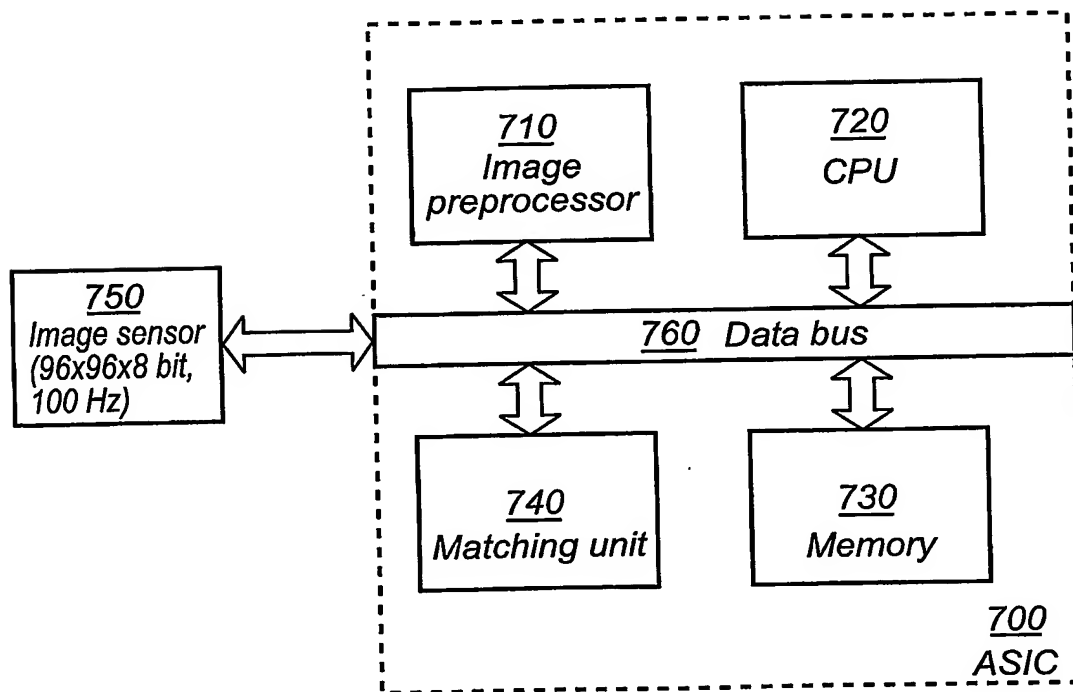 710
Image
preprocessor
720
CPU
750
Image sensor
(96x96x8 bit,
100 Hz)
760 Data bus
740
Matching unit
730
Memory
700
ASIC